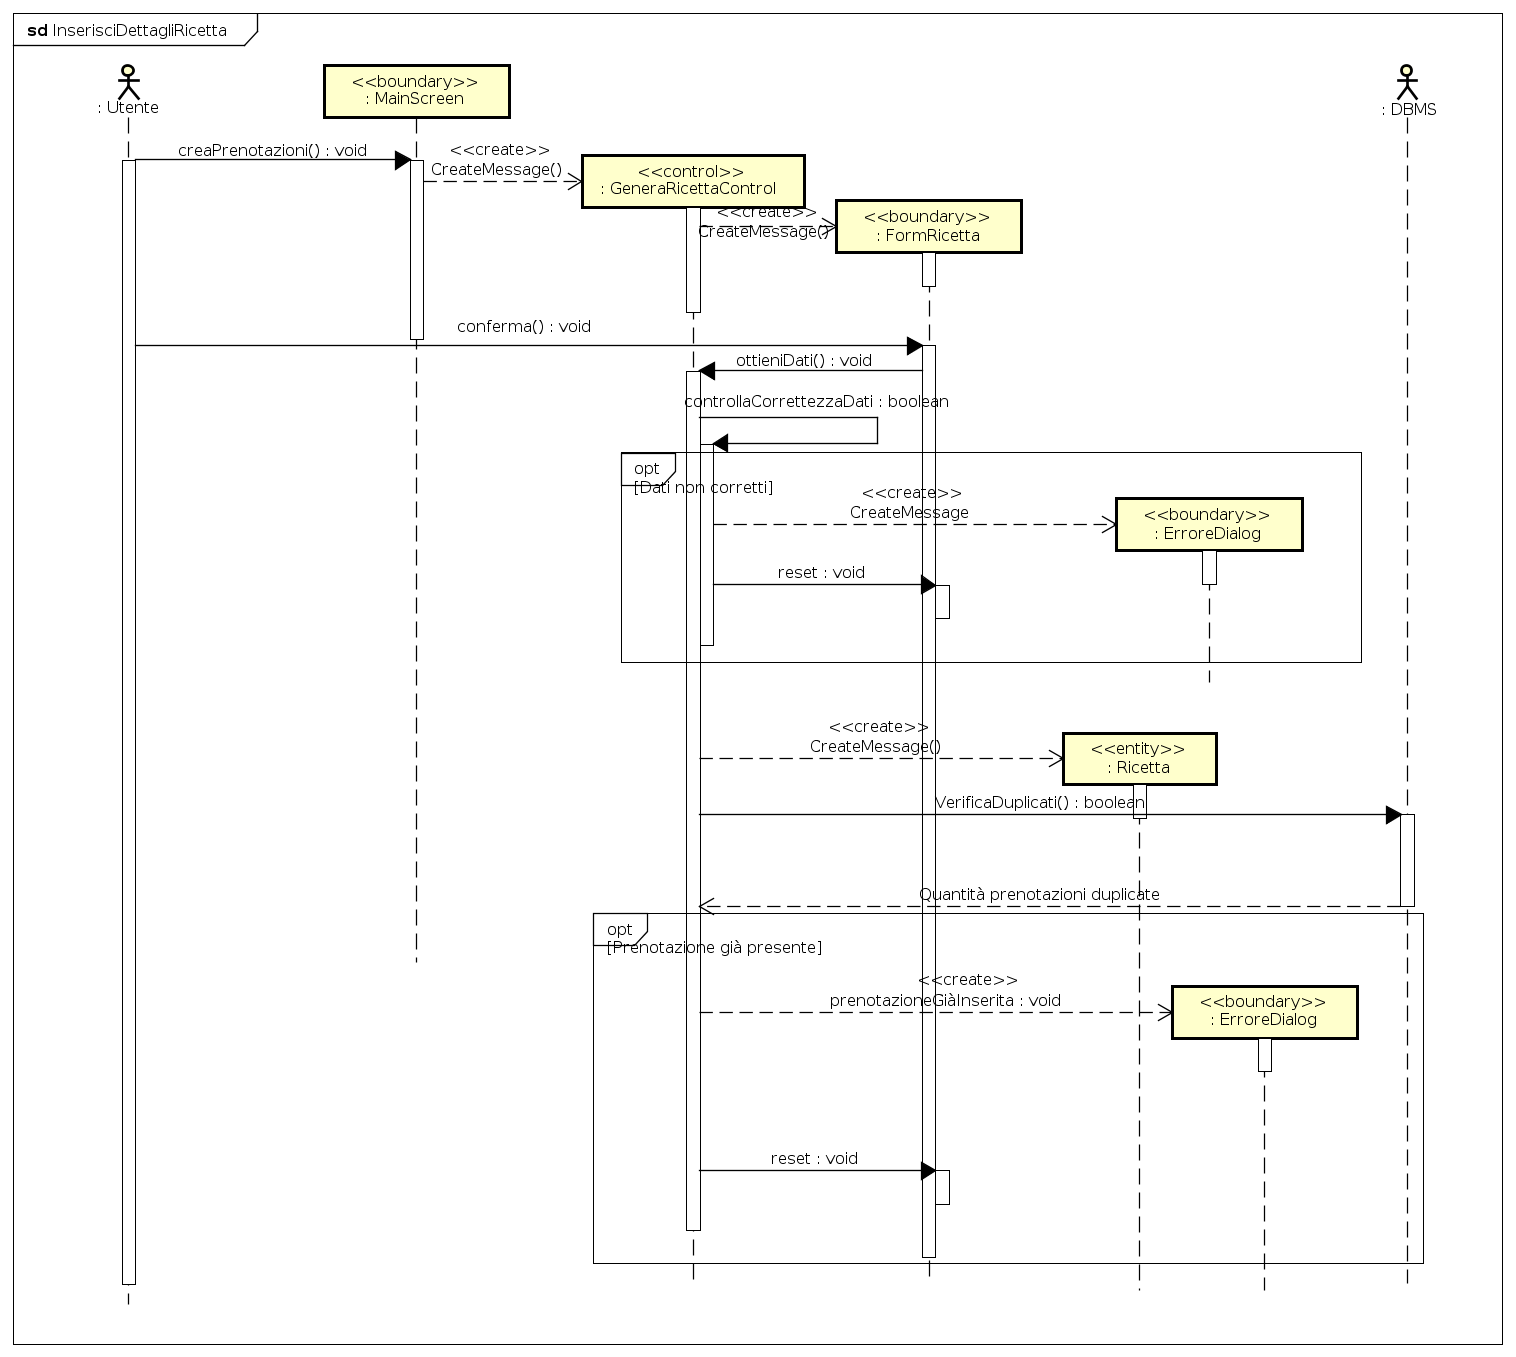 sd InserisciDettagliRicetta
: Utente
<<boundary>>
: MainScreen
: DBMS
creaPrenotazioni() : void
<<create>>
CreateMessage()
<<control>>
: GeneraRicettaControl
<<create>>
CreateMessage()
<<boundary>>
: FormRicetta
conferma() : void
ottieniDati() : void
controllaCorrettezzaDati : boolean
opt
[Dati non corretti]
<<create>>
CreateMessage
<<boundary>>
: ErroreDialog
reset : void
<<create>>
CreateMessage()
<<entity>>
: Ricetta
VerificaDuplicati() : boolean
Quantità prenotazioni duplicate
opt
[Prenotazione già presente]
<<create>>
prenotazioneGiàInserita : void
<<boundary>>
: ErroreDialog
reset : void